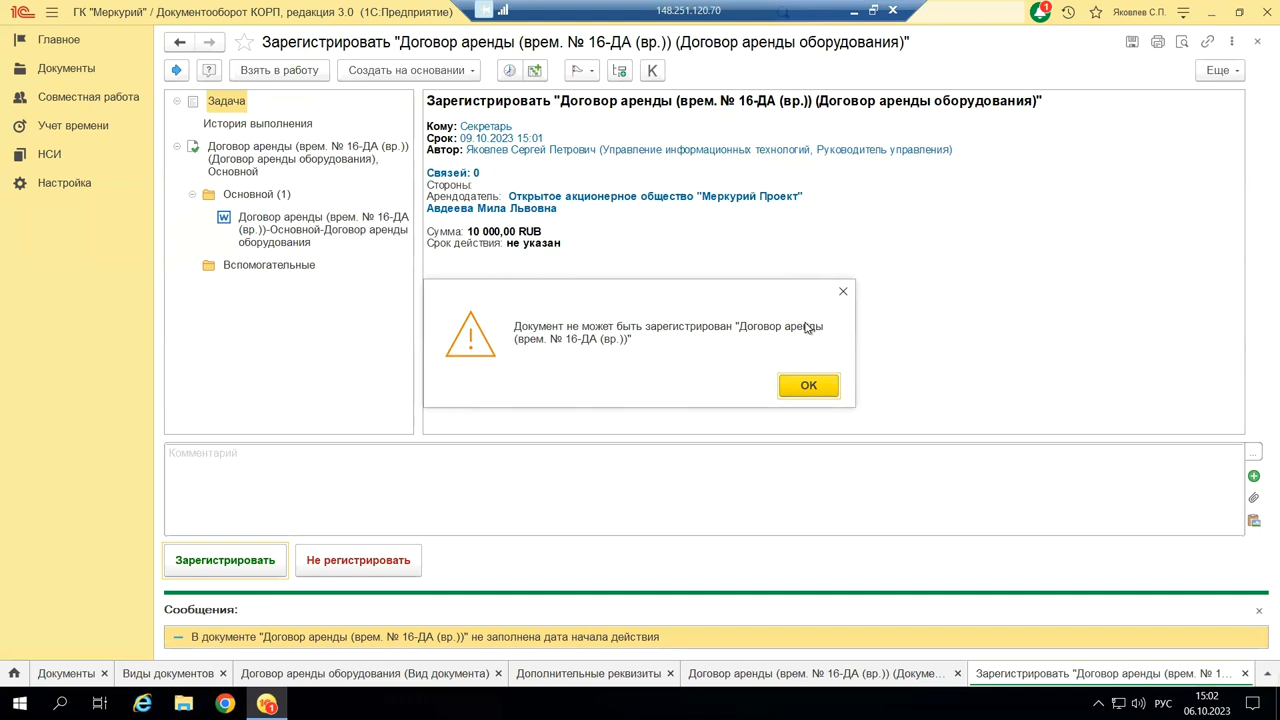 ГК "Меркурий" / Документооборот КОРП, редакция 3.0 (1С:Предприятие)
148.251.120.70
1
Яковлев С.П.
Главное
Документы
Совместная работа
Учет времени
НСИ
Настройка
Зарегистрировать "Договор аренды (врем. № 16-ДА (вр.)) (Договор аренды оборудования)"
Взять в работу
Создать на основании
Еще
Задача
История выполнения
Договор аренды (врем. № 16-ДА (вр.))
(Договор аренды оборудования),
Основной
Основной (1)
Договор аренды (врем. № 16-ДА
(вр.))-Основной-Договор аренды
оборудования
Вспомогательные
Зарегистрировать "Договор аренды (врем. № 16-ДА (вр.)) (Договор аренды оборудования)"
Кому: Секретарь
Срок: 09.10.2023 15:01
Автор: Яковлев Сергей Петрович (Управление информационных технологий, Руководитель управления)
Связей: 0
Стороны:
Арендодатель: Открытое акционерное общество "Меркурий Проект"
Авдеева Мила Львовна
Сумма: 10 000,00 RUB
Срок действия: не указан
Документ не может быть зарегистрирован "Договор аренды
(врем. № 16-ДА (вр.))"
OK
Комментарий
...
Зарегистрировать
Не регистрировать
Сообщения:
В документе "Договор аренды (врем. № 16-ДА (вр.))" не заполнена дата начала действия
Документы
Виды документов
Договор аренды оборудования (Вид документа)
Дополнительные реквизиты
Договор аренды (врем. № 16-ДА (вр.)) (Докуме...
Зарегистрировать "Договор аренды (врем. № 1...
РУС
15:02
06.10.2023